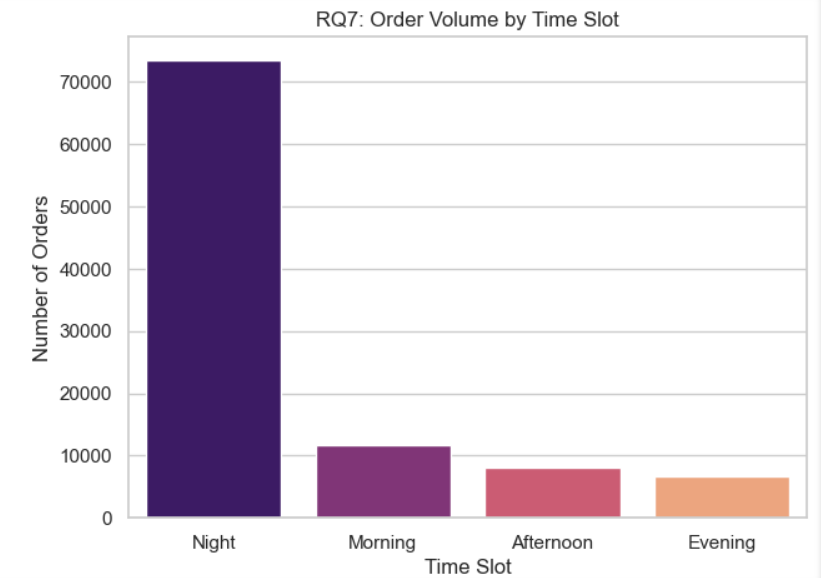 RQ7: Order Volume by Time Slot
Number of Orders
70000
60000
50000
40000
30000
20000
10000
0
Night Morning Afternoon Evening
Time Slot